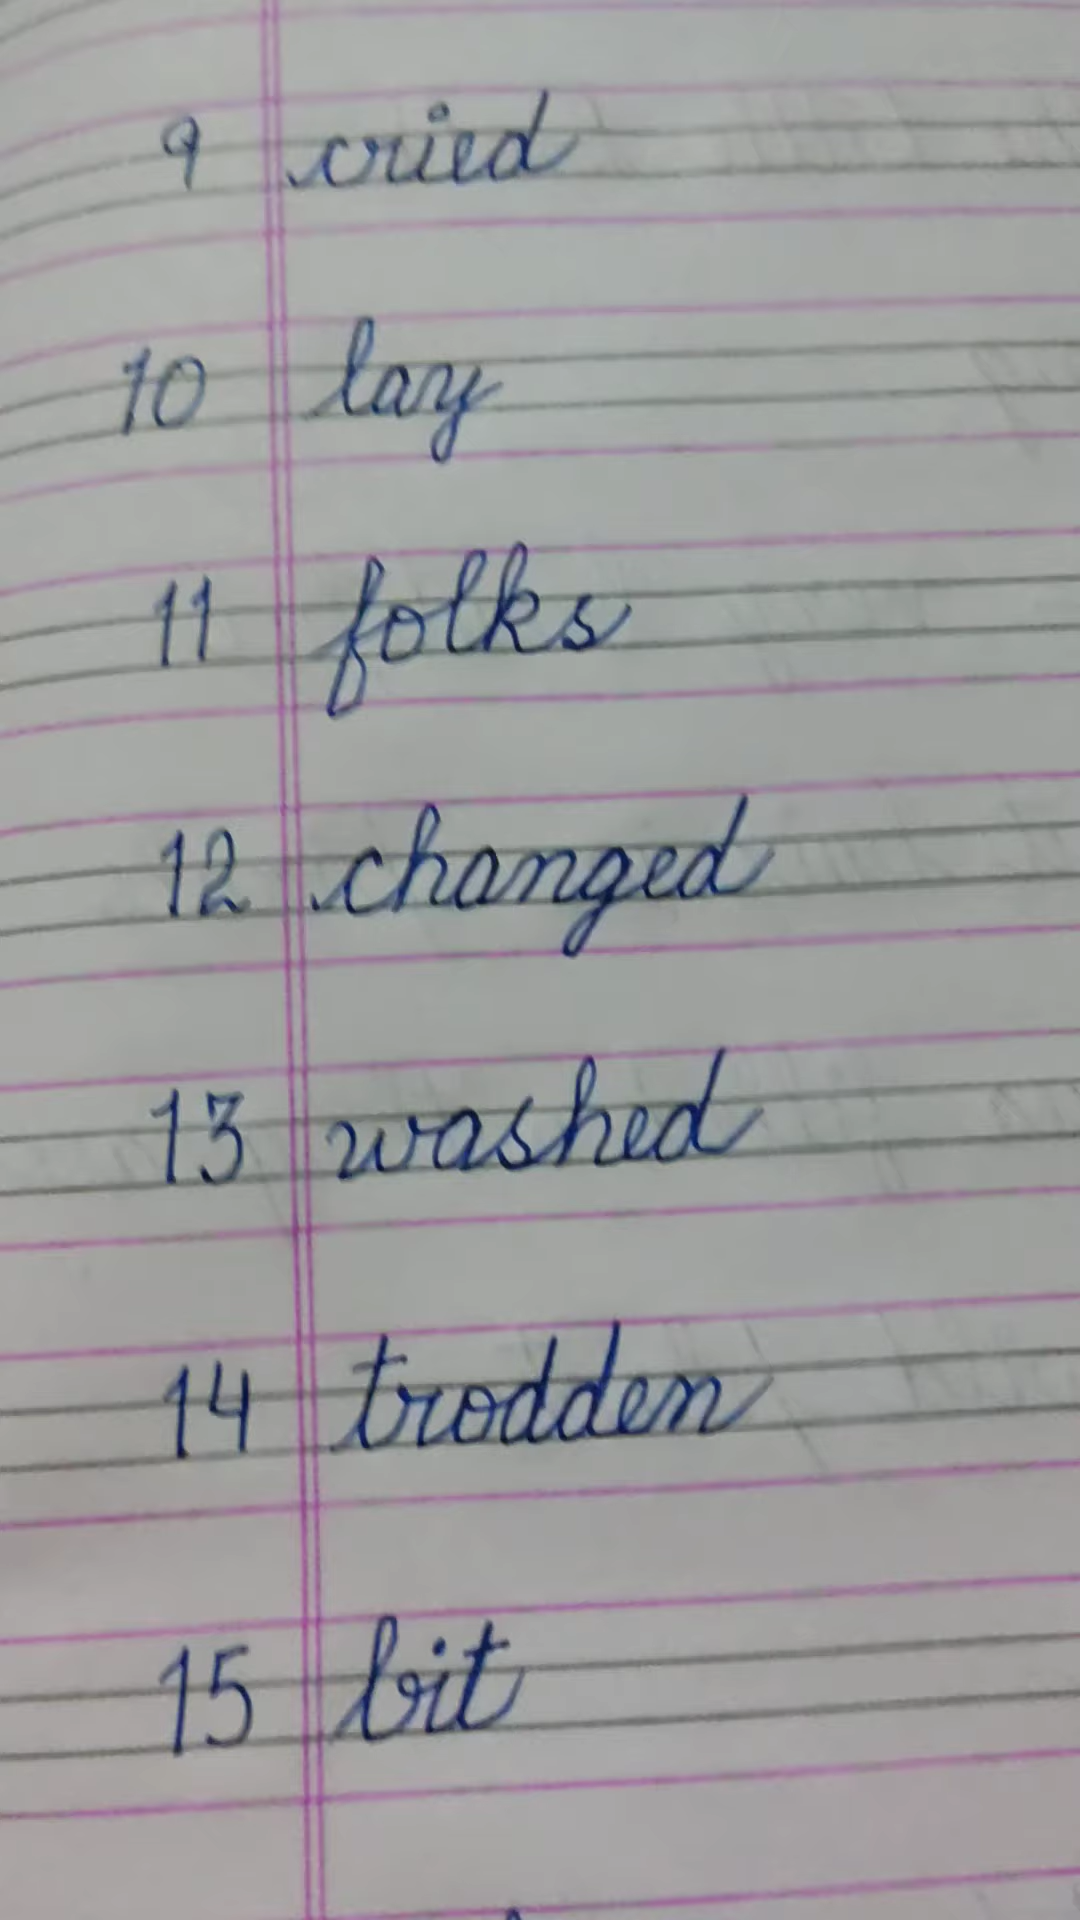 9 cried
10 lay
11 folks
12 changed
13 washed
14 trodden
15 bit